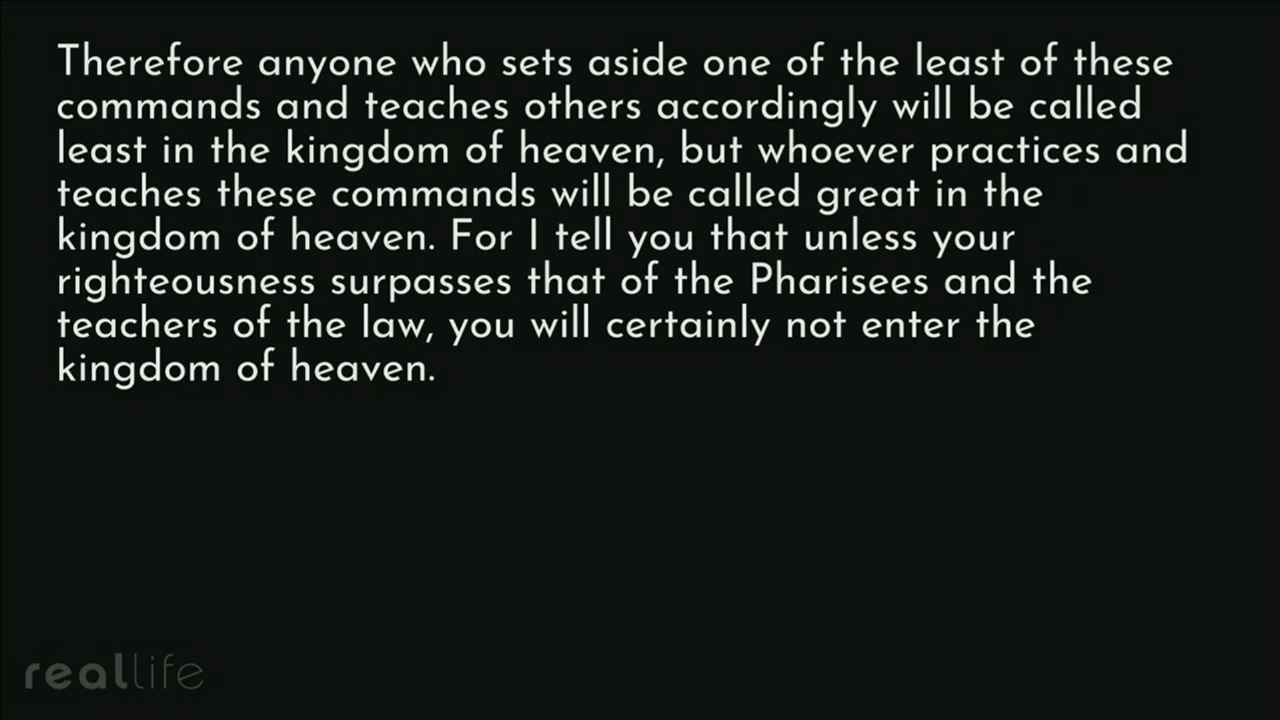 Therefore anyone who sets aside one of the least of these
commands and teaches others accordingly will be called
least in the kingdom of heaven, but whoever practices and
teaches these commands will be called great in the
kingdom of heaven. For I tell you that unless your
righteousness surpasses that of the Pharisees and the
teachers of the law, you will certainly not enter the
kingdom of heaven.
reallife